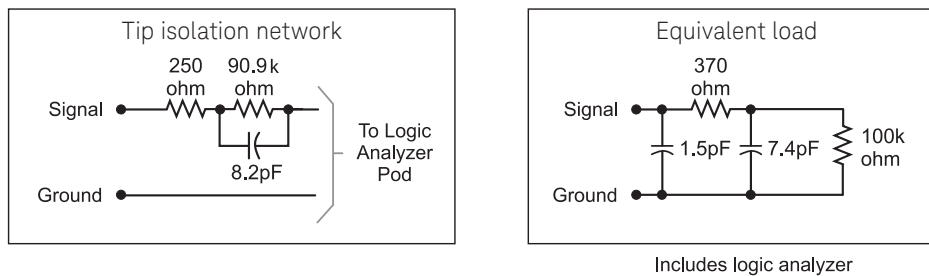 Tip isolation network
250
ohm
90.9k
ohm
Signal
8.2pF
Ground
To Logic
Analyzer
Pod
Equivalent load
370
ohm
Signal
1.5pF
7.4pF
100k
ohm
Ground
Includes logic analyzer